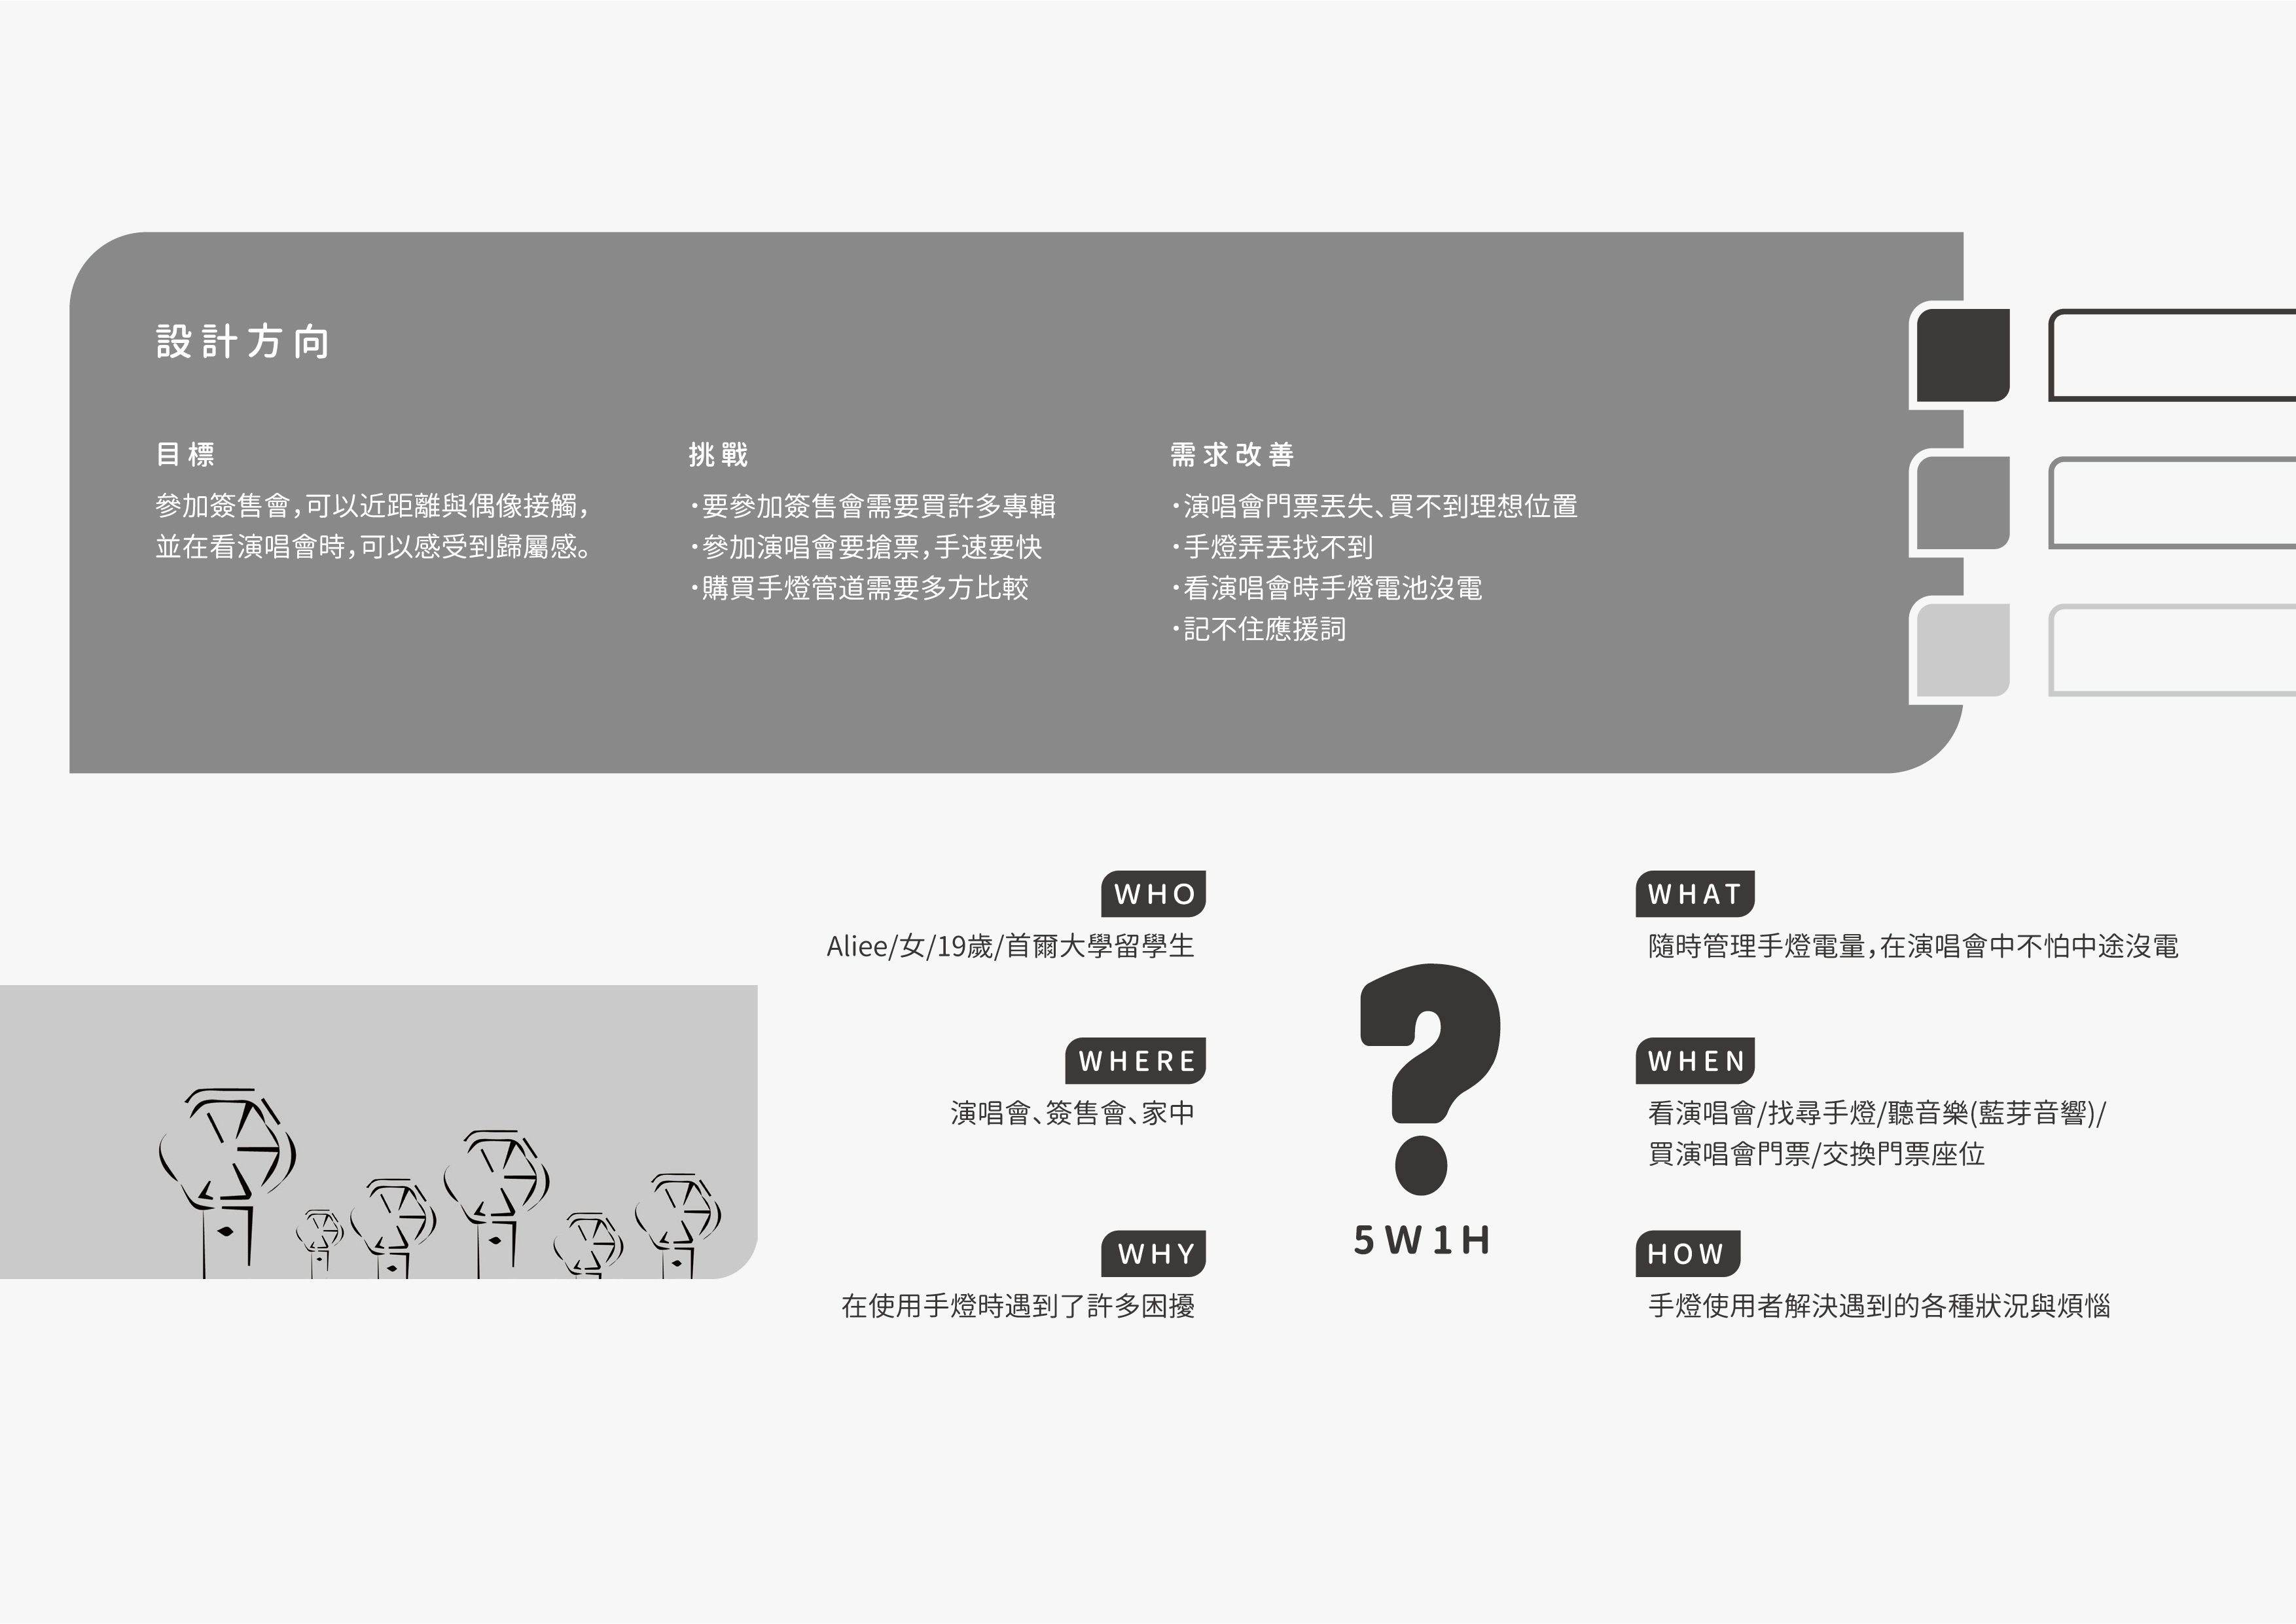 設計方向
目標
參加簽售會，可以近距離與偶像接觸，
並在看演唱會時，可以感受到歸屬感。
挑戰
·要參加簽售會需要買許多專輯
·參加演唱會要搶票，手速要快
·購買手燈管道需要多方比較
需求改善
·演唱會門票丟失、買不到理想位置
·手燈弄丟找不到
·看演唱會時手燈電池沒電
·記不住應援詞
WHO
Aliee/女/19歲/首爾大學留學生
WHERE
演唱會、簽售會、家中
WHY
在使用手燈時遇到了許多困擾
?
5W1H
WHAT
隨時管理手燈電量，在演唱會中不怕中途沒電
WHEN
看演唱會/找尋手燈/聽音樂(藍芽音響)/
買演唱會門票/交換門票座位
HOW
手燈使用者解決遇到的各種狀況與煩惱